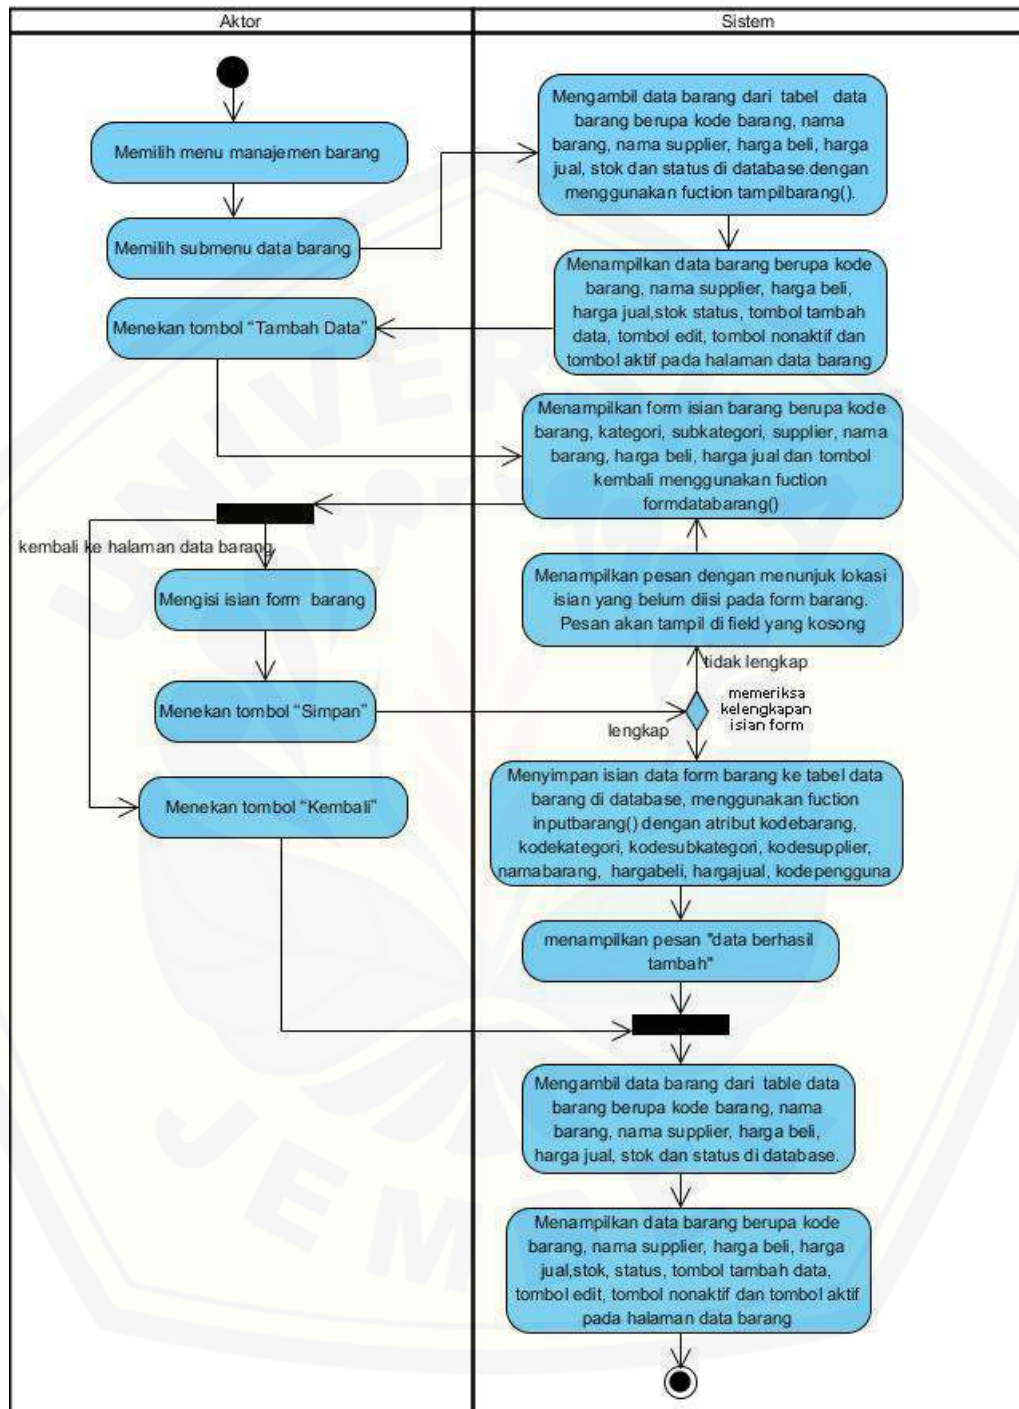 Aktor
Sistem
Memilih menu manajemen barang
Memilih submenu data barang
Mengambil data barang dari tabel data
barang berupa kode barang, nama
barang, nama supplier, harga beli, harga
jual, stok dan status di database.dengan
menggunakan fuction tampilbarang().
Menampilkan data barang berupa kode
barang, nama supplier, harga beli,
harga jual,stok status, tombol tambah
data, tombol edit, tombol nonaktif dan
tombol aktif pada halaman data barang
Menekan tombol “Tambah Data”
Menampilkan form isian barang berupa kode
barang, kategori, subkategori, supplier, nama
barang, harga beli, harga jual dan tombol
kembali menggunakan fuction
formdatabarang()
kembali ke halaman data barang
Mengisi isian form barang
Menampilkan pesan dengan menunjuk lokasi
isian yang belum diisi pada form barang.
Pesan akan tampil di field yang kosong
tidak lengkap
Menekan tombol “Simpan”
memeriksa
kelengkapan
isian form
lengkap
Menekan tombol “Kembali”
Menyimpan isian data form barang ke tabel data
barang di database, menggunakan fuction
inputbarang() dengan atribut kodebarang,
kodekategori, kodesubkategori, kodesupplier,
namabarang, hargabeli, hargajual, kodepengguna
menampilkan pesan "data berhasil
tambah"
Mengambil data barang dari table data
barang berupa kode barang, nama
barang, nama supplier, harga beli,
harga jual, stok dan status di database.
Menampilkan data barang berupa kode
barang, nama supplier, harga beli, harga
jual,stok, status, tombol tambah data,
tombol edit, tombol nonaktif dan tombol aktif
pada halaman data barang